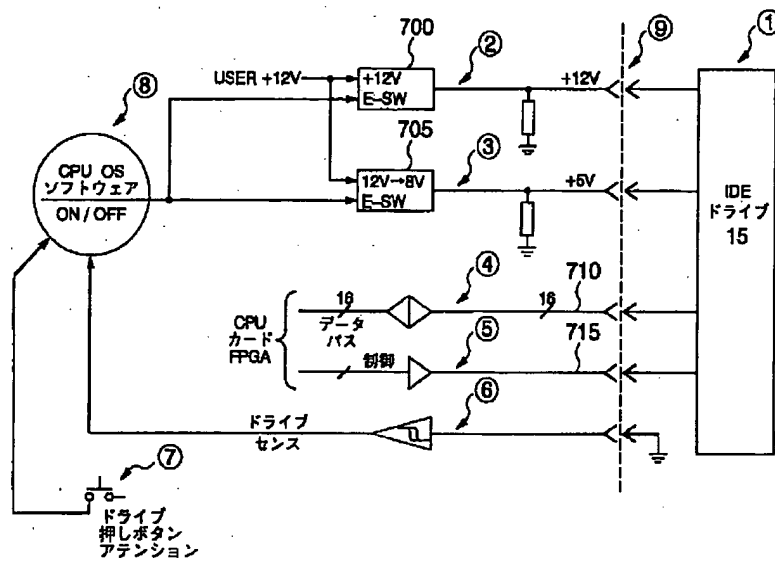 700
②
⑨
①
USER +12V
+12V
E-SW
+12V
⑧
705
③
CPU OS
ソフトウェア
ON / OFF
12V→8V
E-SW
+5V
IDE
ドライブ
15
④
710
16
16
データ
バス
CPU
カード
FPGA
⑤
715
制御
⑥
ドライブ
センス
⑦
ドライブ
押しボタン
アテンション